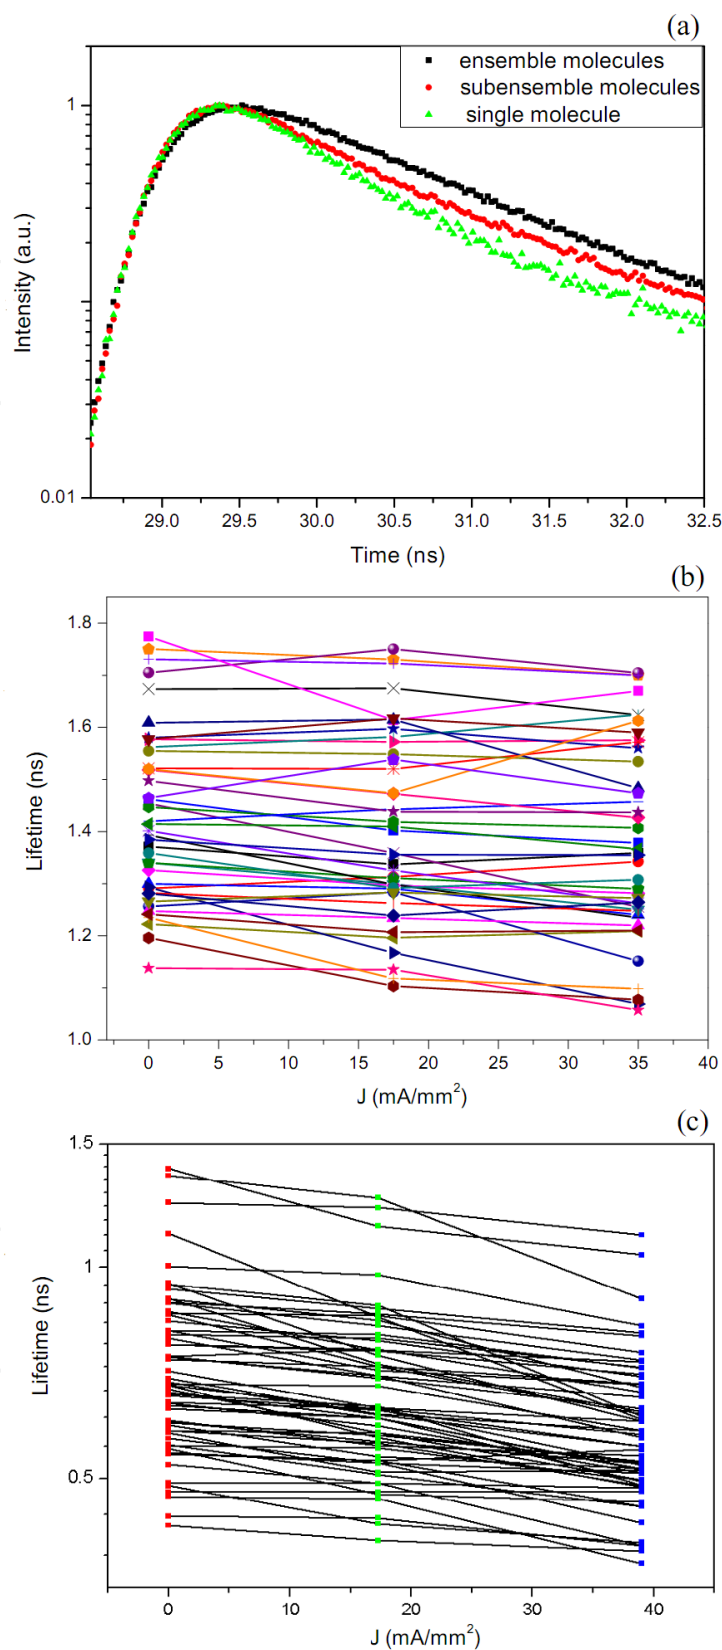 (a)
ensemble molecules
subensemble molecules
single molecule
1
0.01
Intensity (a.u.)
29.0 29.5 30.0 30.5 31.0 31.5 32.0 32.5
Time (ns)
(b)
1.8
1.6
1.4
1.2
1.0
Lifetime (ns)
0 5 10 15 20 25 30 35 40
J (mA/mm²)
(c)
1.5
1
0.5
Lifetime (ns)
0 10 20 30 40
J (mA/mm²)